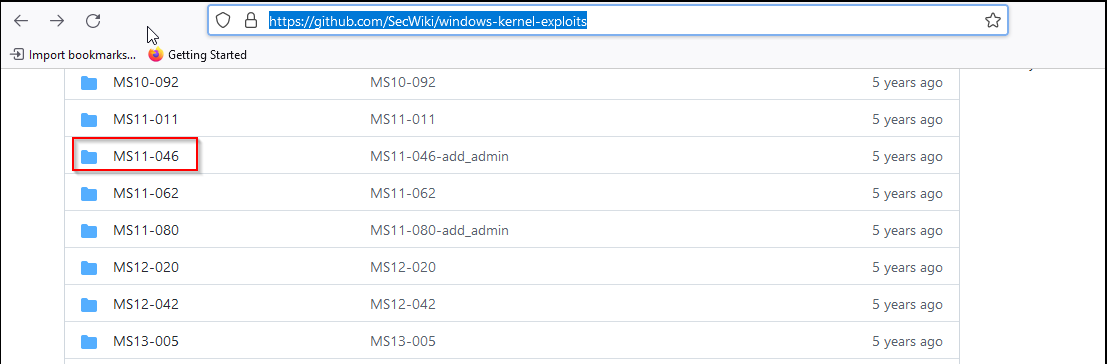 https://github.com/SecWiki/windows-kernel-exploits
Import bookmarks... Getting Started
MS10-092 MS10-092 5 years ago
MS11-011 MS11-011 5 years ago
MS11-046 MS11-046-add_admin 5 years ago
MS11-062 MS11-062 5 years ago
MS11-080 MS11-080-add_admin 5 years ago
MS12-020 MS12-020 5 years ago
MS12-042 MS12-042 5 years ago
MS13-005 MS13-005 5 years ago